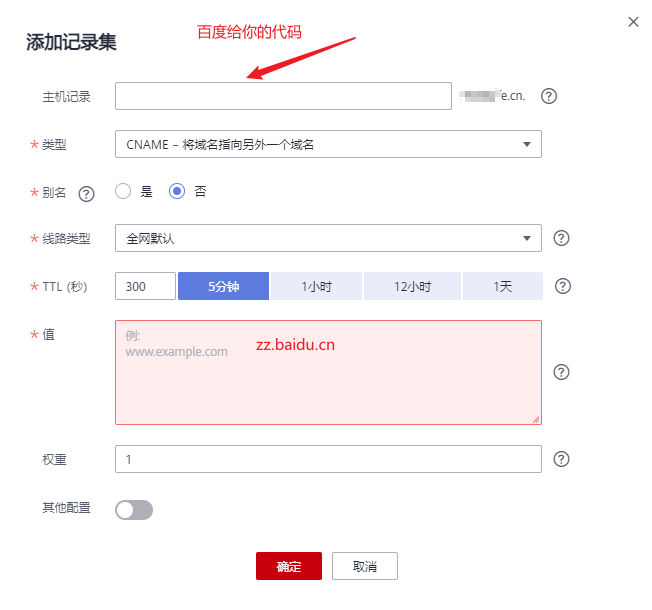 添加记录集
百度给你的代码
主机记录
e.cn.
* 类型
CNAME – 将域名指向另外一个域名
* 别名
是
否
* 线路类型
全网默认
* TTL (秒)
300
5分钟
1小时
12小时
1天
* 值
例:
www.example.com
zz.baidu.cn
权重
1
其他配置
确定
取消